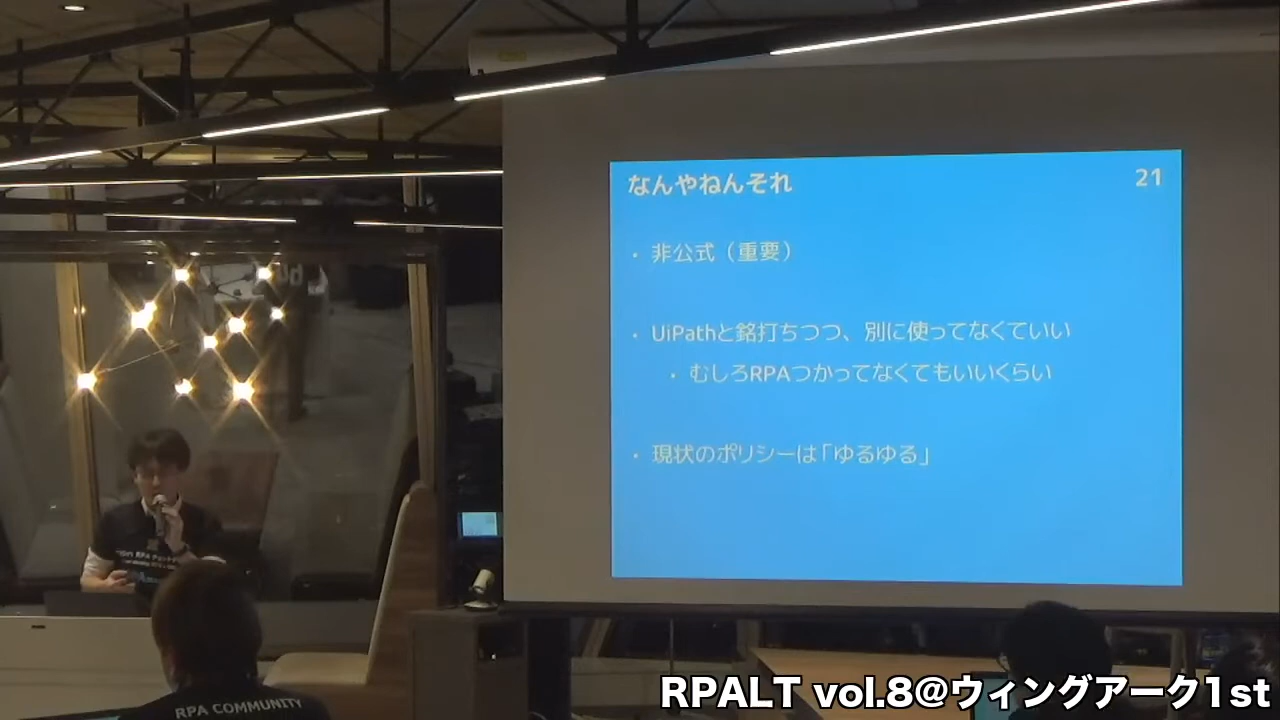 なんやねんそれ
21
・ 非公式（重要）
・ UiPathと銘打ちつつ、別に使ってなくていい
・ むしろRPAつかってなくてもいいくらい
・ 現状のポリシーは「ゆるゆる」
RPA COMMUNITY
RPALT vol.8@ウィングアーク1st